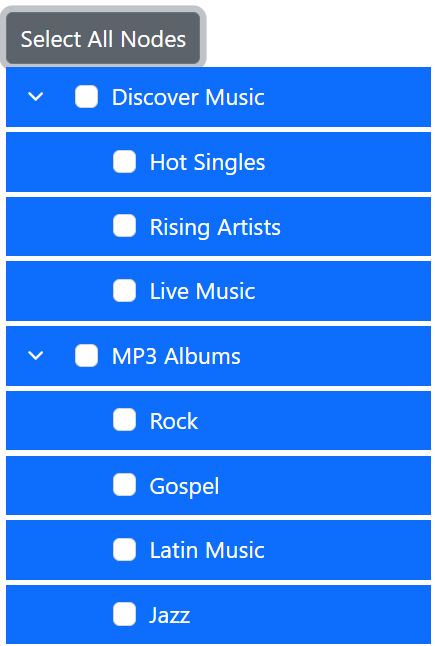 Select All Nodes
Discover Music
Hot Singles
Rising Artists
Live Music
MP3 Albums
Rock
Gospel
Latin Music
Jazz